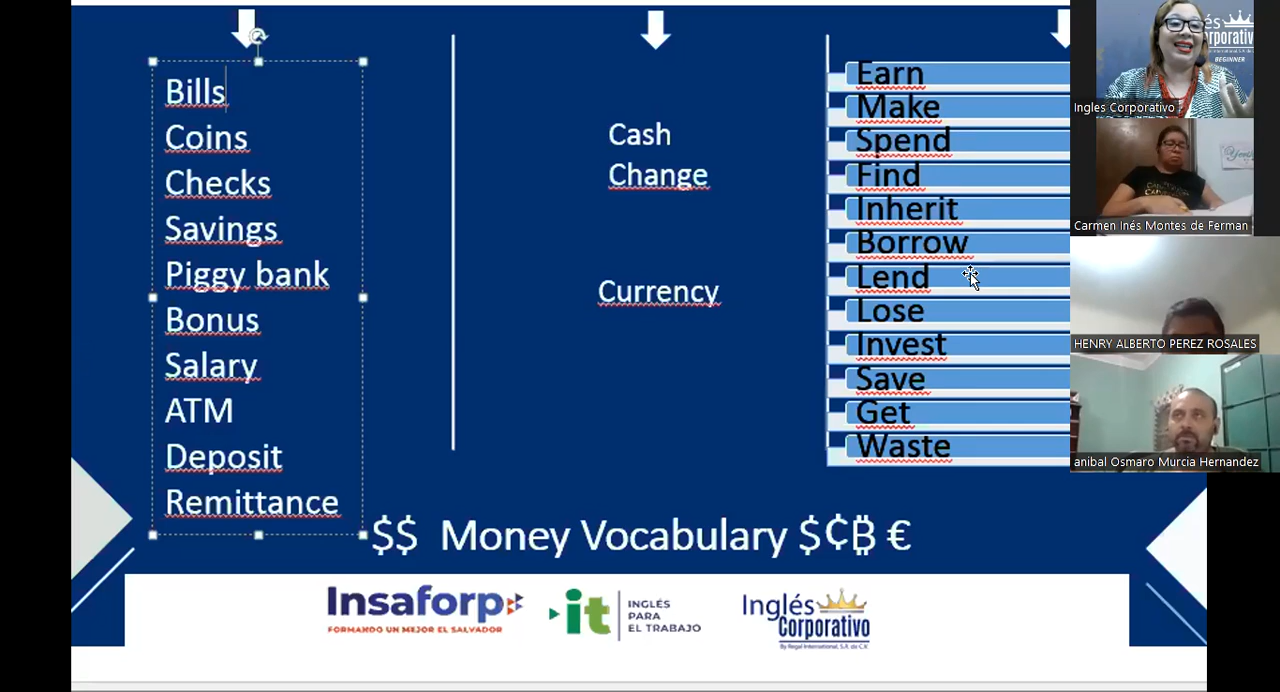 Bills
Coins
Checks
Savings
Piggy bank
Bonus
Salary
ATM
Deposit
Remittance
Cash
Change
Currency
Earn
Make
Spend
Find
Inherit
Borrow
Lend
Lose
Invest
Save
Get
Waste
$$ Money Vocabulary $₵₿ €
Insaforp
FORMANDO UN MEJOR EL SALVADOR
it
INGLÉS
PARA
EL TRABAJO
Inglés
Corporativo
By Regal International, S.A. de C.V.
és
orporativo
BEGINNER
Ingles Corporativo
Carmen Inés Montes de Ferman
HENRY ALBERTO PEREZ ROSALES
anibal Osmaro Murcia Hernandez